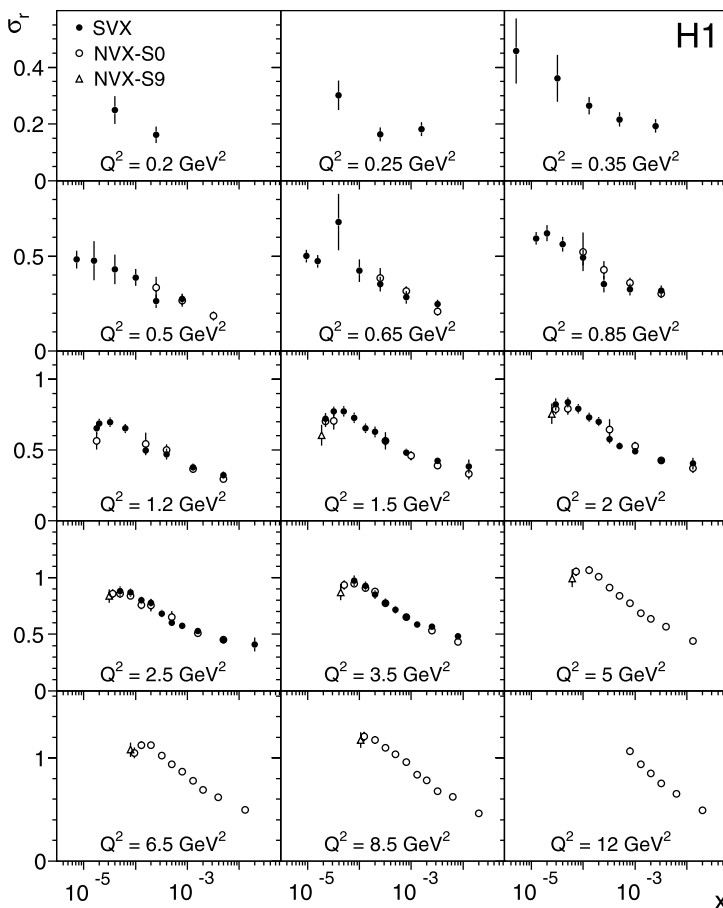 σr
SVX
NVX-S0
NVX-S9
H1
0.4
0.2
0
Q² = 0.2 GeV²
Q² = 0.25 GeV²
Q² = 0.35 GeV²
0.5
0
Q² = 0.5 GeV²
Q² = 0.65 GeV²
Q² = 0.85 GeV²
1
0.5
0
Q² = 1.2 GeV²
Q² = 1.5 GeV²
Q² = 2 GeV²
1
0.5
0
Q² = 2.5 GeV²
Q² = 3.5 GeV²
Q² = 5 GeV²
1
0
Q² = 6.5 GeV²
Q² = 8.5 GeV²
Q² = 12 GeV²
10⁻⁵ 10⁻³ 10⁻⁵ 10⁻³ 10⁻⁵ 10⁻³ x